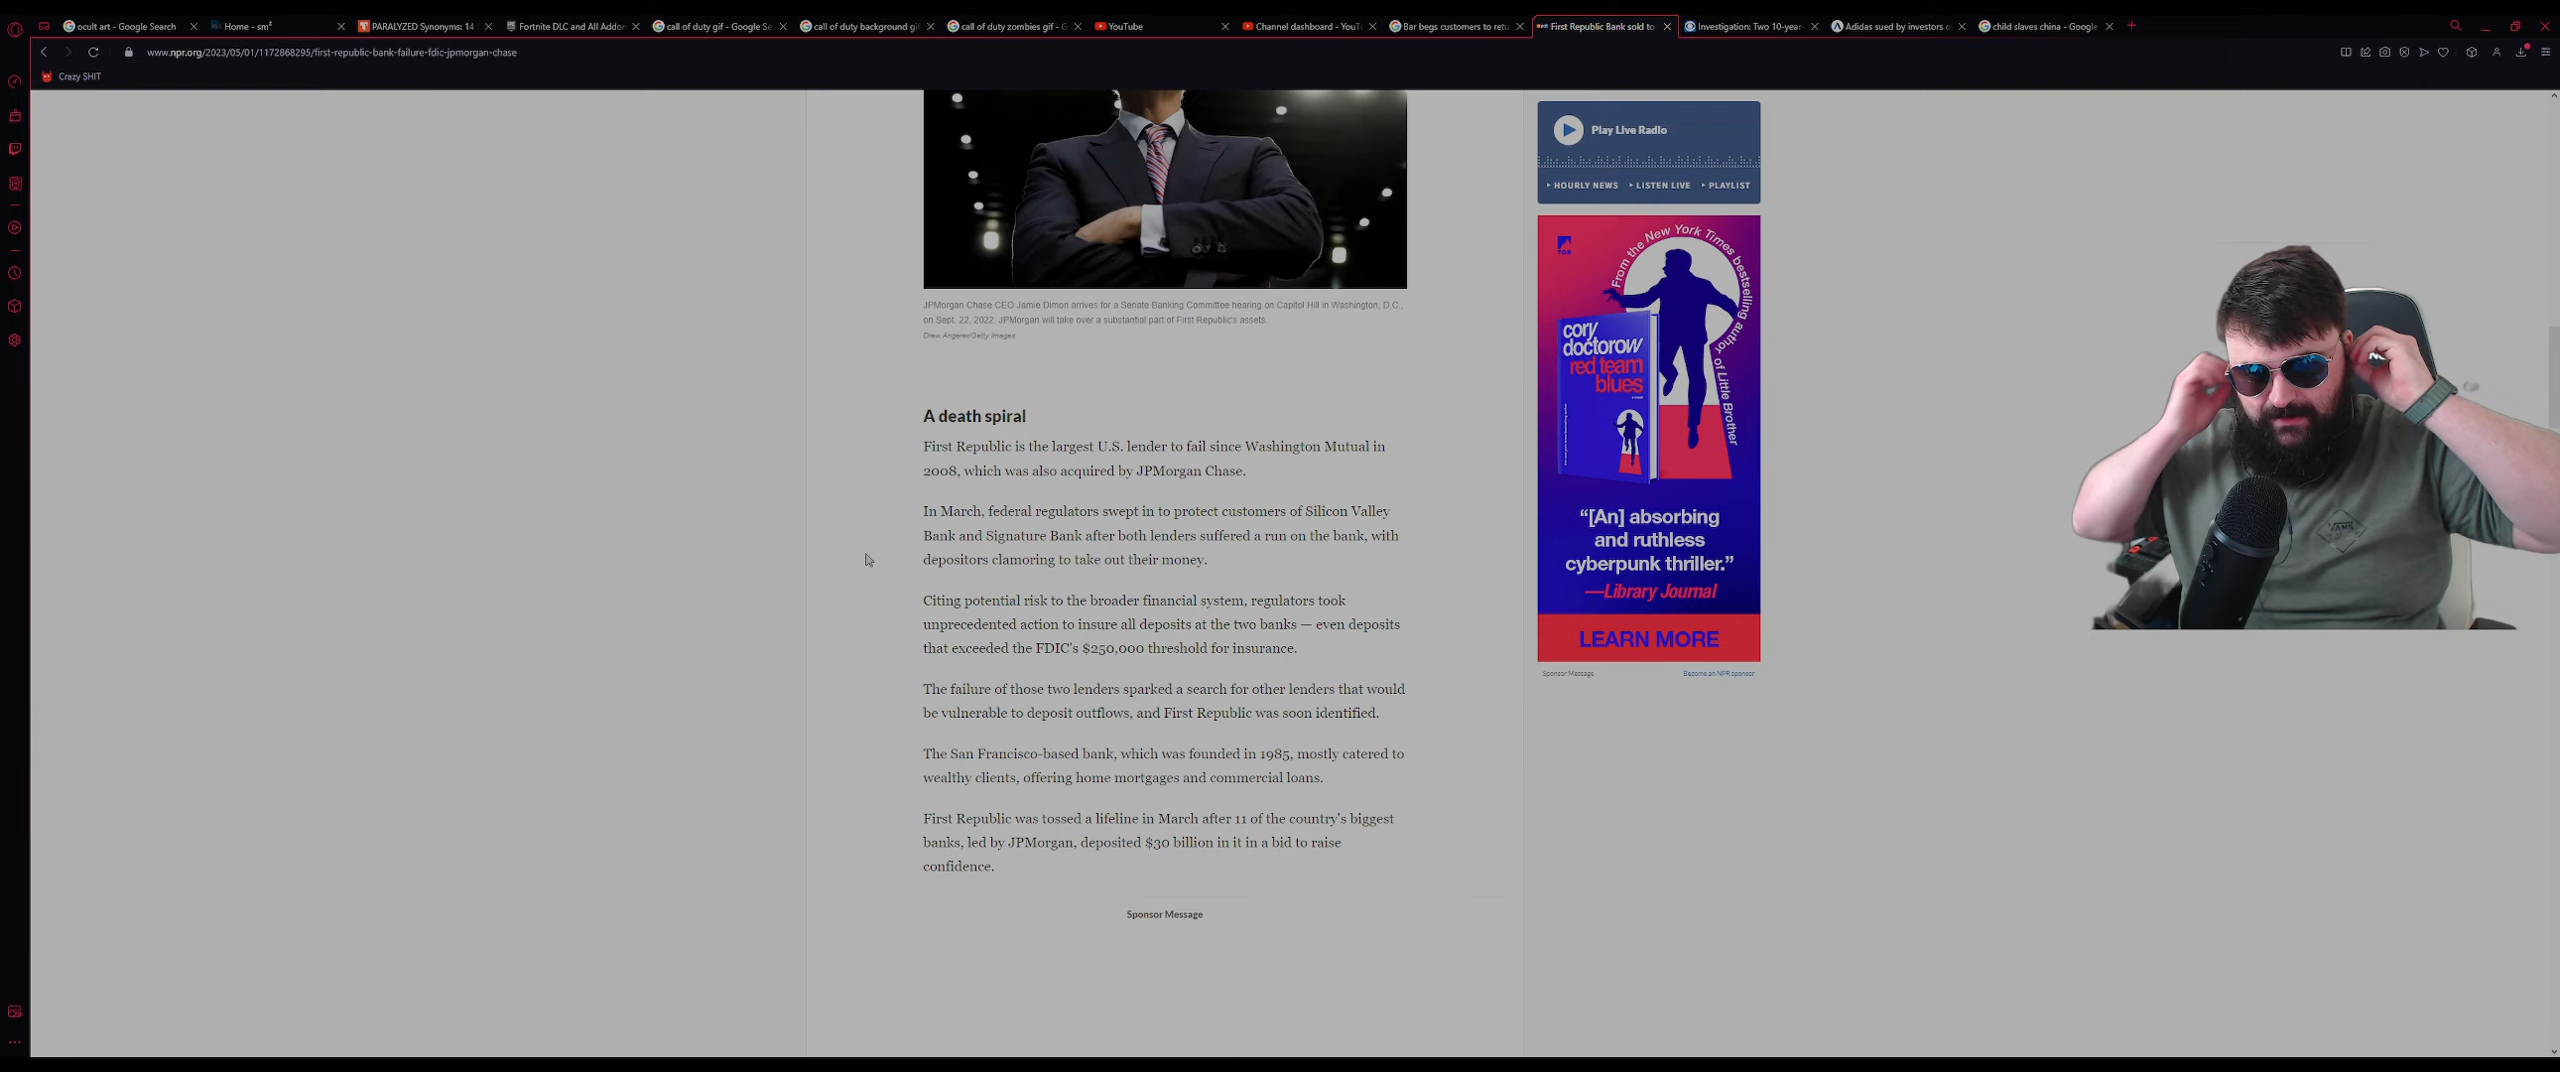 ocult art - Google Search
Home - sm²
PARALYZED Synonyms: 14
Fortnite DLC and All Addon
call of duty gif - Google Se
call of duty background gif
call of duty zombies gif - G
YouTube
Channel dashboard - YouT
Bar begs customers to retu
First Republic Bank sold to
Investigation: Two 10-year-
Adidas sued by investors o
child slaves china - Google
www.npr.org/2023/05/01/1172868295/first-republic-bank-failure-fdic-jpmorgan-chase
Crazy SHIT
JPMorgan Chase CEO Jamie Dimon arrives for a Senate Banking Committee hearing on Capitol Hill in Washington, D.C.,
on Sept. 22, 2022. JPMorgan will take over a substantial part of First Republic's assets.
Drew Angerer/Getty Images
A death spiral
First Republic is the largest U.S. lender to fail since Washington Mutual in
2008, which was also acquired by JPMorgan Chase.
In March, federal regulators swept in to protect customers of Silicon Valley
Bank and Signature Bank after both lenders suffered a run on the bank, with
depositors clamoring to take out their money.
Citing potential risk to the broader financial system, regulators took
unprecedented action to insure all deposits at the two banks — even deposits
that exceeded the FDIC's $250,000 threshold for insurance.
The failure of those two lenders sparked a search for other lenders that would
be vulnerable to deposit outflows, and First Republic was soon identified.
The San Francisco-based bank, which was founded in 1985, mostly catered to
wealthy clients, offering home mortgages and commercial loans.
First Republic was tossed a lifeline in March after 11 of the country's biggest
banks, led by JPMorgan, deposited $30 billion in it in a bid to raise
confidence.
Sponsor Message
Play Live Radio
HOURLY NEWS
LISTEN LIVE
PLAYLIST
From the New York Times bestselling author of Little Brother
cory
doctorow
red team
blues
"[An] absorbing
and ruthless
cyberpunk thriller."
—Library Journal
LEARN MORE
Sponsor Message
Become an NPR sponsor
VANS